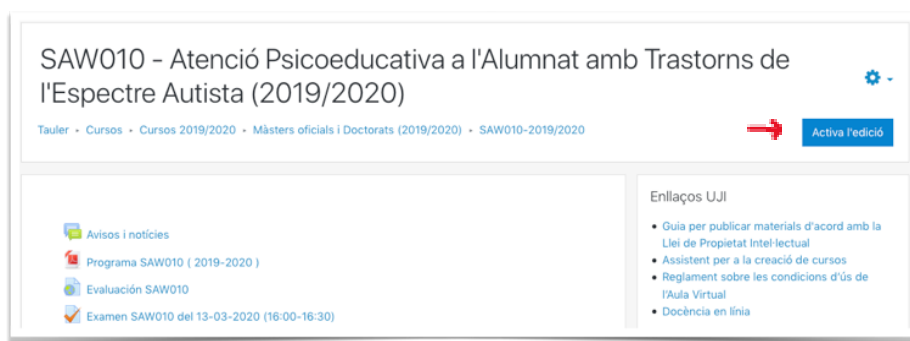 SAW010 - Atenció Psicoeducativa a l'Alumnat amb Trastorns de
l'Espectre Autista (2019/2020)
Tauler • Cursos • Cursos 2019/2020 • Màsters oficials i Doctorats (2019/2020) • SAW010-2019/2020
Activa l'edició
Avisos i notícies
Programa SAW010 ( 2019-2020 )
Evaluación SAW010
Examen SAW010 del 13-03-2020 (16:00-16:30)
Enllaços UJI
• Guia per publicar materials d'acord amb la
Llei de Propietat Intel·lectual
• Assistent per a la creació de cursos
• Reglament sobre les condicions d'ús de
l'Aula Virtual
• Docència en línia